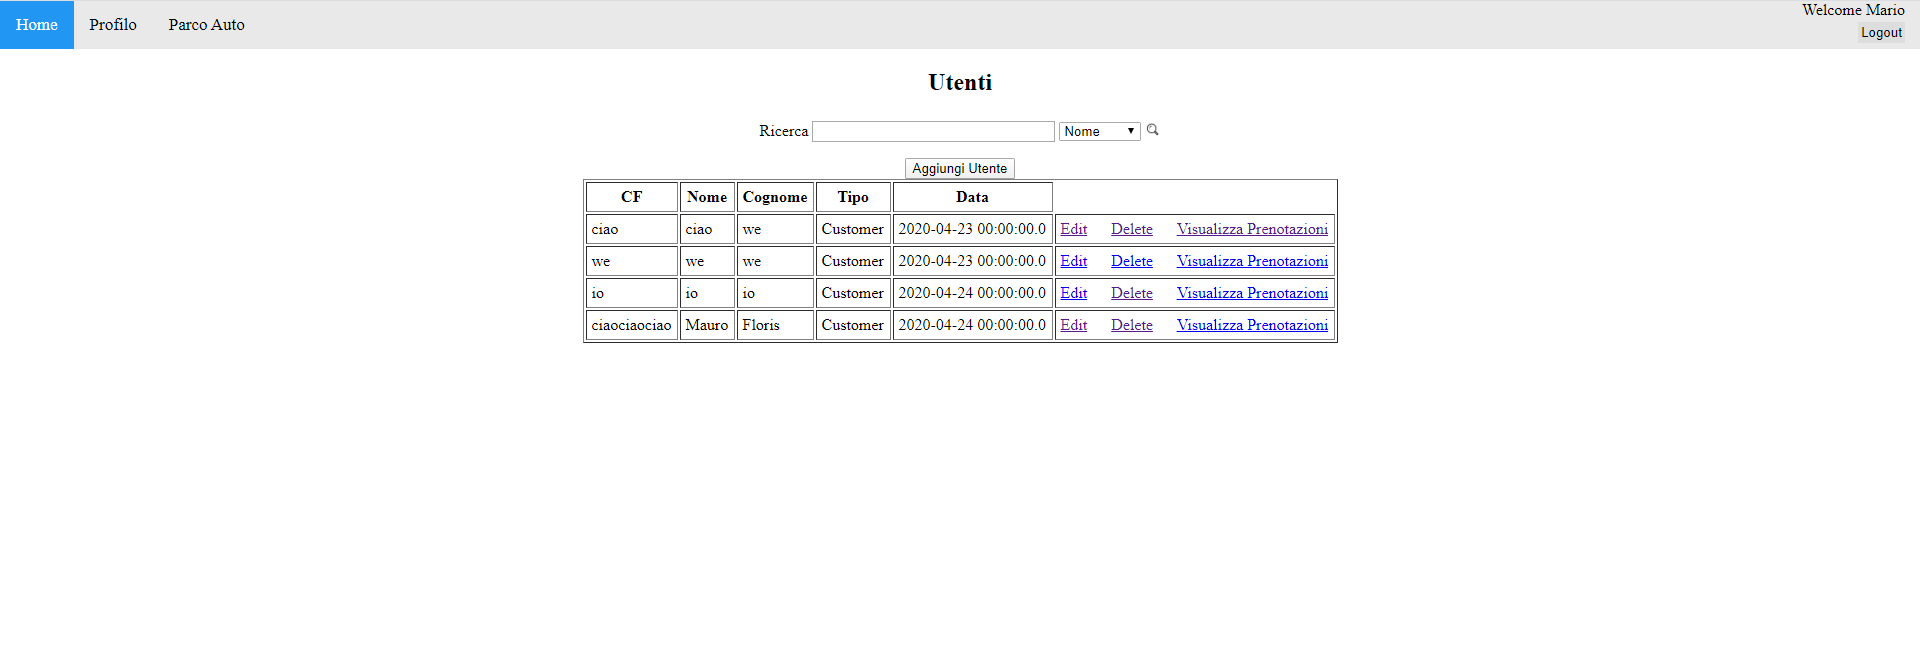 Home Profilo Parco Auto Welcome Mario
Logout
Utenti
Ricerca Nome
Aggiungi Utente
CF Nome Cognome Tipo Data
ciao ciao we Customer 2020-04-23 00:00:00.0 Edit Delete Visualizza Prenotazioni
we we we Customer 2020-04-23 00:00:00.0 Edit Delete Visualizza Prenotazioni
io io io Customer 2020-04-24 00:00:00.0 Edit Delete Visualizza Prenotazioni
ciaociaociao Mauro Floris Customer 2020-04-24 00:00:00.0 Edit Delete Visualizza Prenotazioni